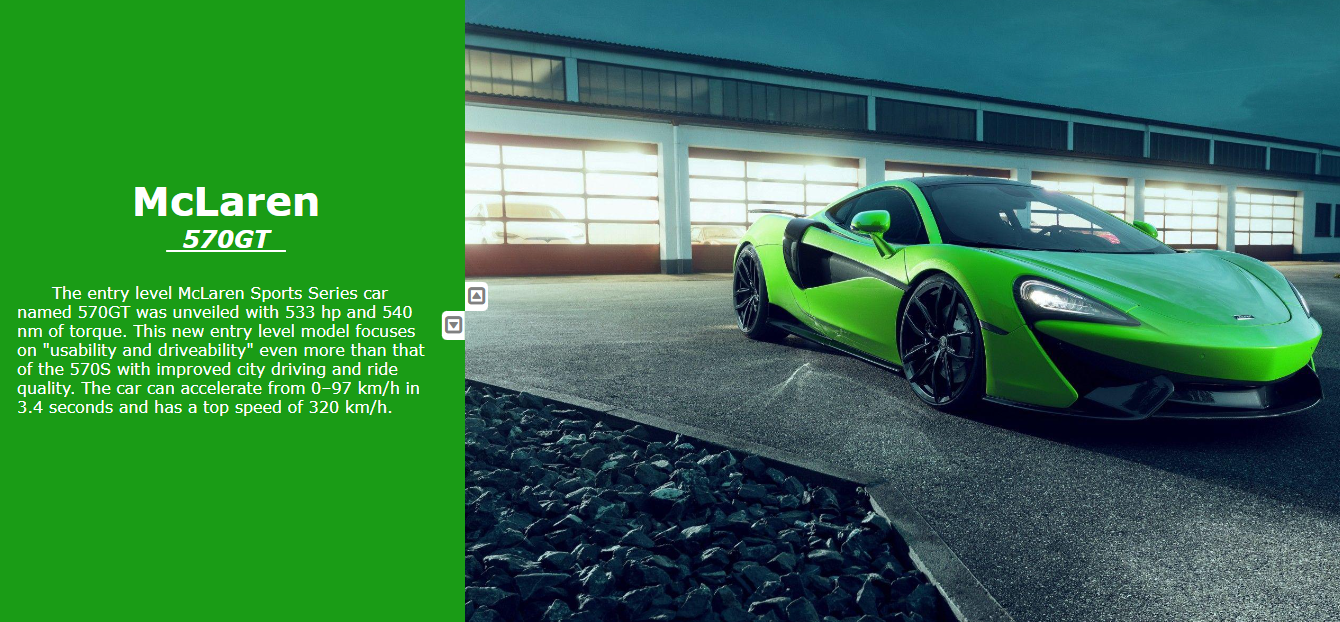 McLaren
570GT
The entry level McLaren Sports Series car
named 570GT was unveiled with 533 hp and 540
nm of torque. This new entry level model focuses
on "usability and driveability" even more than that
of the 570S with improved city driving and ride
quality. The car can accelerate from 0–97 km/h in
3.4 seconds and has a top speed of 320 km/h.